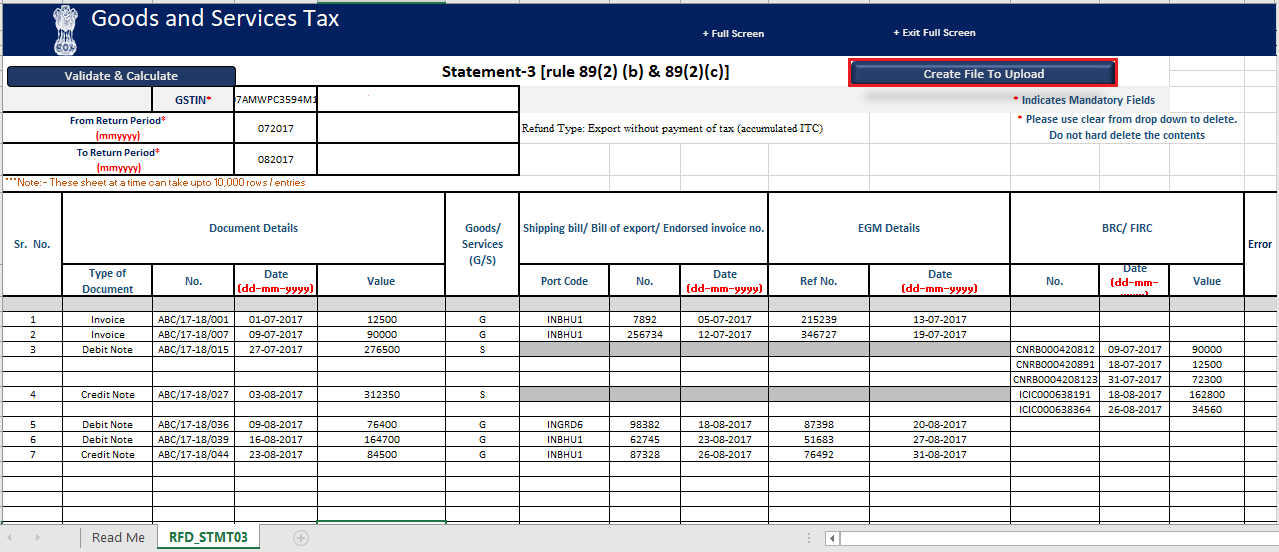 Goods and Services Tax
+ Full Screen
+ Exit Full Screen
Validate & Calculate
Statement-3 [rule 89(2) (b) & 89(2)(c)]
Create File To Upload
GSTIN*
7AMWPC3594M1
* Indicates Mandatory Fields
From Return Period*
(mmyyyy)
072017
Refund Type: Export without payment of tax (accumulated ITC)
* Please use clear from drop down to delete.
Do not hard delete the contents
To Return Period*
(mmyyyy)
082017
***Note:- These sheet at a time can take upto 10,000 rows / entries
Sr. No. Document Details Goods/ Services (G/S) Shipping bill/ Bill of export/ Endorsed invoice no. EGM Details BRC/ FIRC Error
Type of Document No. Date (dd-mm-yyyy) Value Port Code No. Date (dd-mm-yyyy) Ref No. Date (dd-mm-yyyy) No. Date (dd-mm- Value
1 Invoice ABC/17-18/001 01-07-2017 12500 G INBHU1 7892 05-07-2017 215239 13-07-2017
2 Invoice ABC/17-18/007 09-07-2017 90000 G INBHU1 256734 12-07-2017 346727 19-07-2017
3 Debit Note ABC/17-18/015 27-07-2017 276500 S CNRB000420812 09-07-2017 90000
CNRB000420891 18-07-2017 12500
CNRB0004208123 31-07-2017 72300
4 Credit Note ABC/17-18/027 03-08-2017 312350 S ICIC000638191 18-08-2017 162800
ICIC000638364 26-08-2017 34560
5 Debit Note ABC/17-18/036 09-08-2017 76400 G INGRD6 98382 18-08-2017 87398 20-08-2017
6 Debit Note ABC/17-18/039 16-08-2017 164700 G INBHU1 62745 23-08-2017 51683 27-08-2017
7 Credit Note ABC/17-18/044 23-08-2017 84500 G INBHU1 87328 26-08-2017 76492 31-08-2017
Read Me
RFD_STMT03